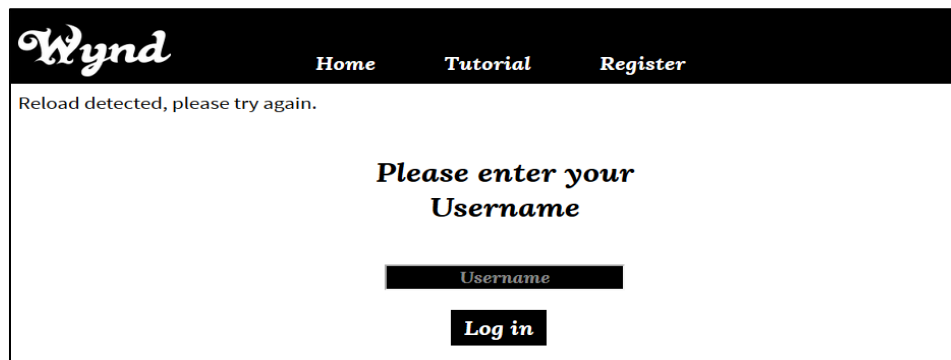 Wynd
Home Tutorial Register
Reload detected, please try again.
Please enter your
Username
Username
Log in